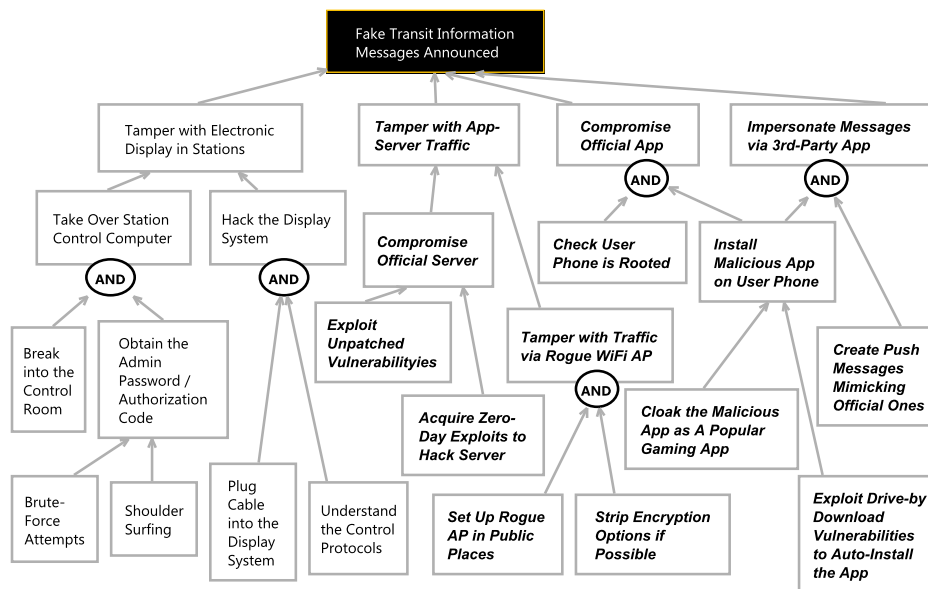 Fake Transit Information
Messages Announced
Tamper with Electronic
Display in Stations
Tamper with App-
Server Traffic
Compromise
Official App
Impersonate Messages
via 3rd-Party App
AND
AND
Take Over Station
Control Computer
Hack the Display
System
Compromise
Official Server
Check User
Phone is Rooted
Install
Malicious App
on User Phone
AND
AND
Break
into the
Control
Room
Obtain the
Admin
Password /
Authorization
Code
Exploit
Unpatched
Vulnerabilityies
Tamper with Traffic
via Rogue WiFi AP
AND
Create Push
Messages
Mimicking
Official Ones
Acquire Zero-
Day Exploits to
Hack Server
Cloak the Malicious
App as A Popular
Gaming App
Brute-
Force
Attempts
Shoulder
Surfing
Plug
Cable
into the
Display
System
Understand
the Control
Protocols
Set Up Rogue
AP in Public
Places
Strip Encryption
Options if
Possible
Exploit Drive-by
Download
Vulnerabilities
to Auto-Install
the App